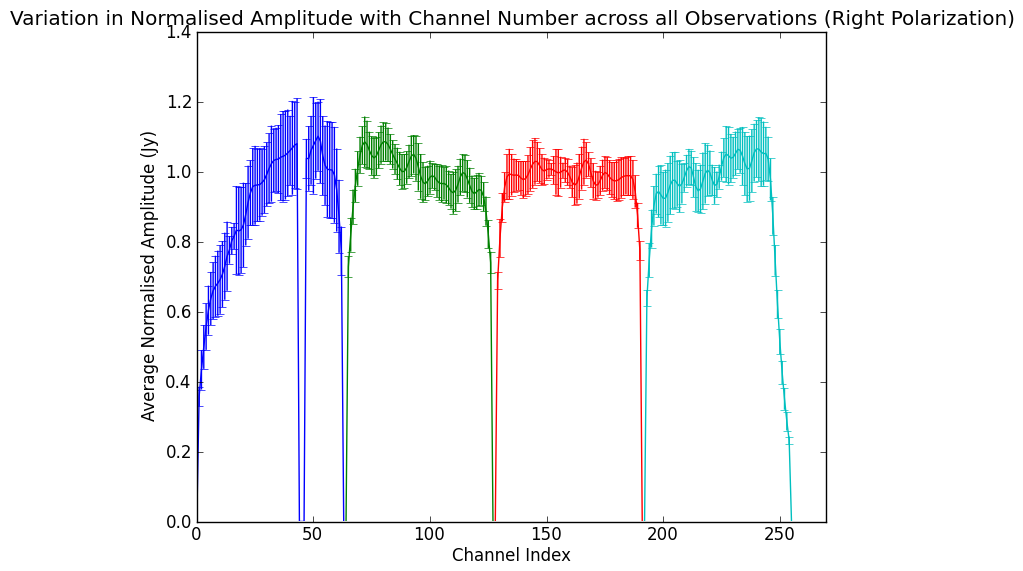 Variation in Normalised Amplitude with Channel Number across all Observations (Right Polarization)
Average Normalised Amplitude (Jy)
1.4
1.2
1.0
0.8
0.6
0.4
0.2
0.0
0 50 100 150 200 250
Channel Index